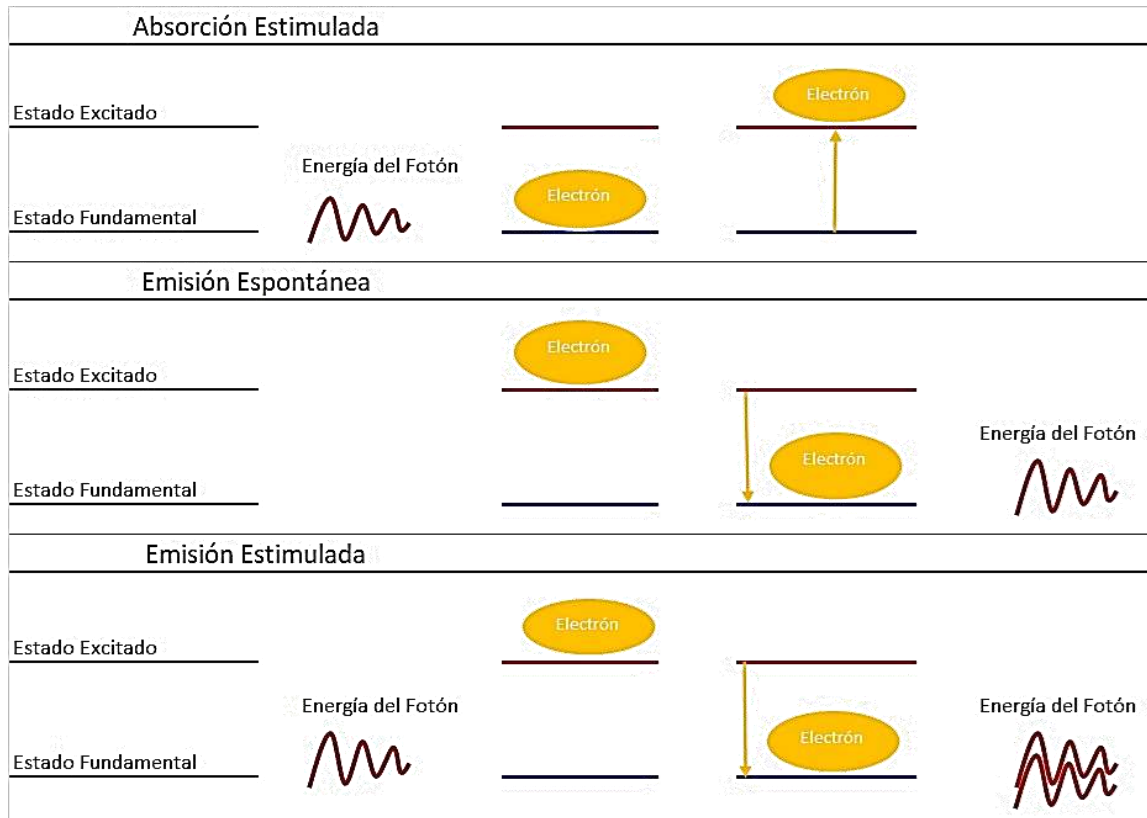 Absorción Estimulada
Electrón
Estado Excitado
Energía del Fotón
Electrón
Estado Fundamental
Emisión Espontánea
Electrón
Estado Excitado
Energía del Fotón
Electrón
Estado Fundamental
Emisión Estimulada
Electrón
Estado Excitado
Energía del Fotón
Energía del Fotón
Electrón
Estado Fundamental